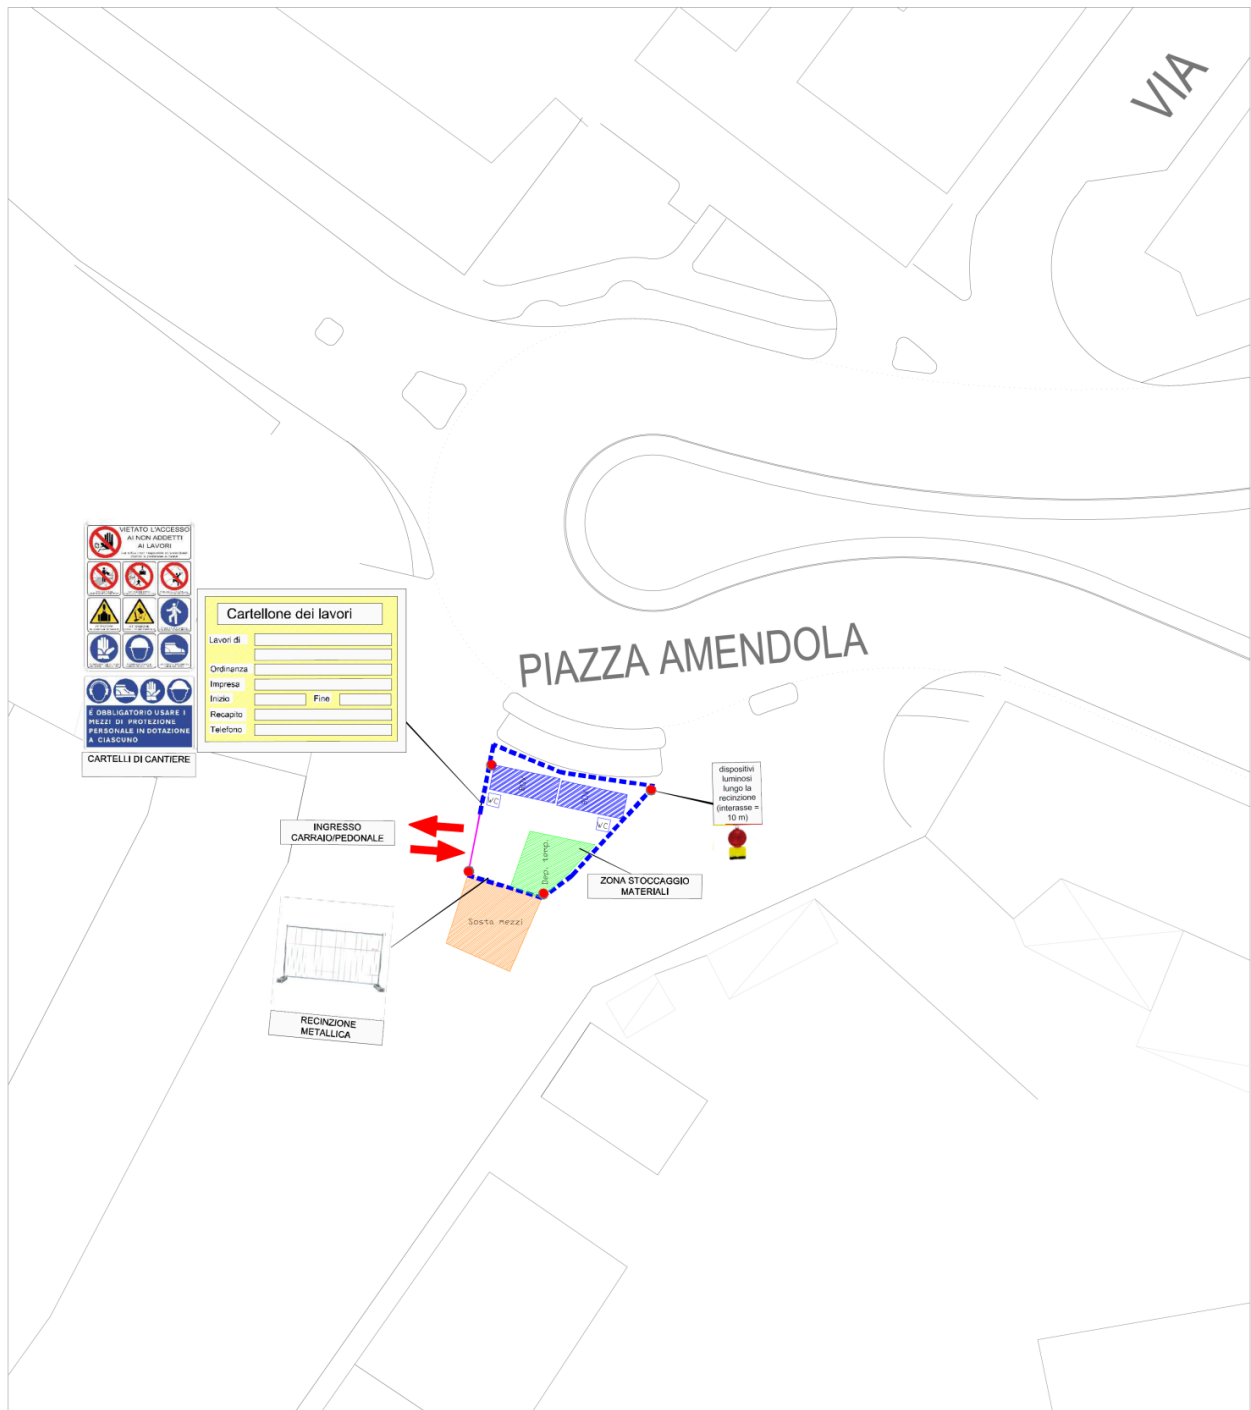 VIA
VIETATO L'ACCESSO
AI NON ADDETTI
AI LAVORI
Cartellone dei lavori
Lavori di
Ordinanza
Impresa
Inizio Fine
Recapito
Telefono
PIAZZA AMENDOLA
È OBBLIGATORIO USARE I
MEZZI DI PROTEZIONE
PERSONALE IN DOTAZIONE
A CIASCUNO
CARTELLI DI CANTIERE
dispositivi
luminosi
lungo la
recinzione
(interasse =
10 m)
WC
WC
INGRESSO
CARRAIO/PEDONALE
Dep. temp.
ZONA STOCCAGGIO
MATERIALI
Sosta mezzi
RECINZIONE
METALLICA